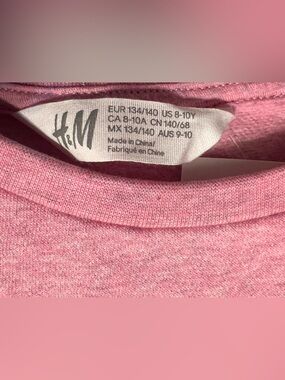 H&M
EUR 134/140 US 8-10Y
CA 8-10A CN 140/68
MX 134/140 AUS 9-10
Made in China/
Fabriqué en Chine